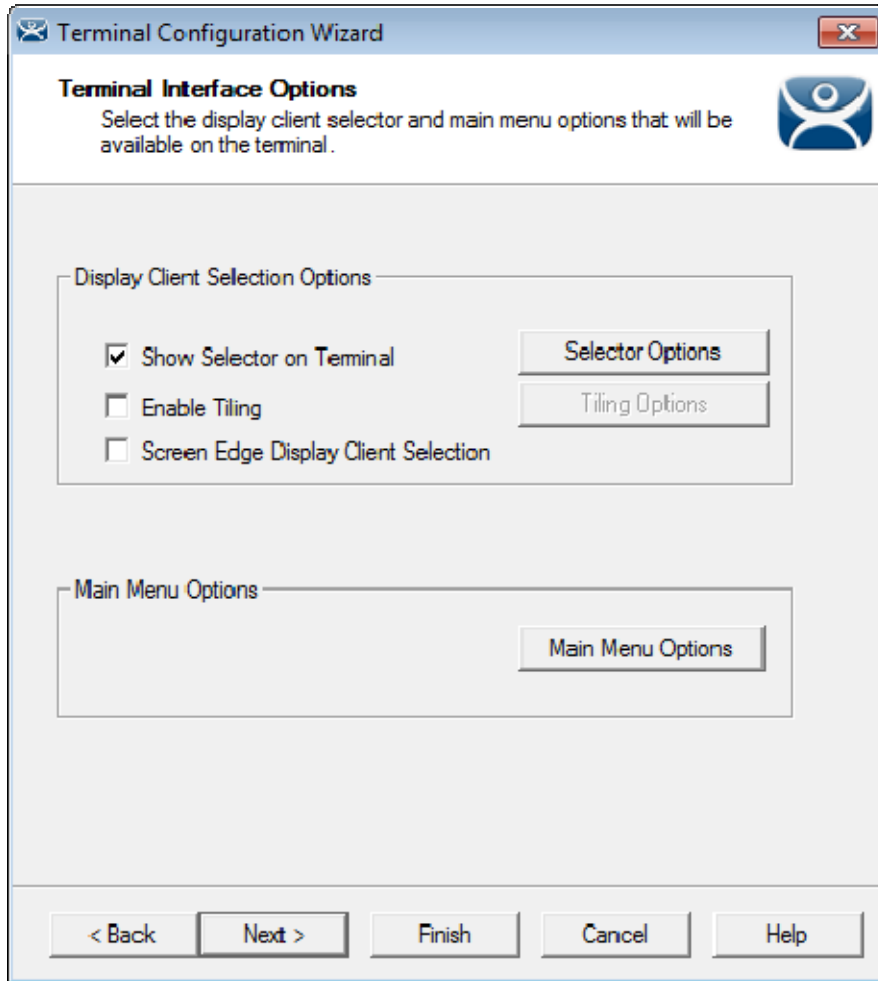 Terminal Configuration Wizard
Terminal Interface Options
Select the display client selector and main menu options that will be
available on the terminal.
Display Client Selection Options
Show Selector on Terminal
Selector Options
Enable Tiling
Tiling Options
Screen Edge Display Client Selection
Main Menu Options
Main Menu Options
< Back
Next >
Finish
Cancel
Help